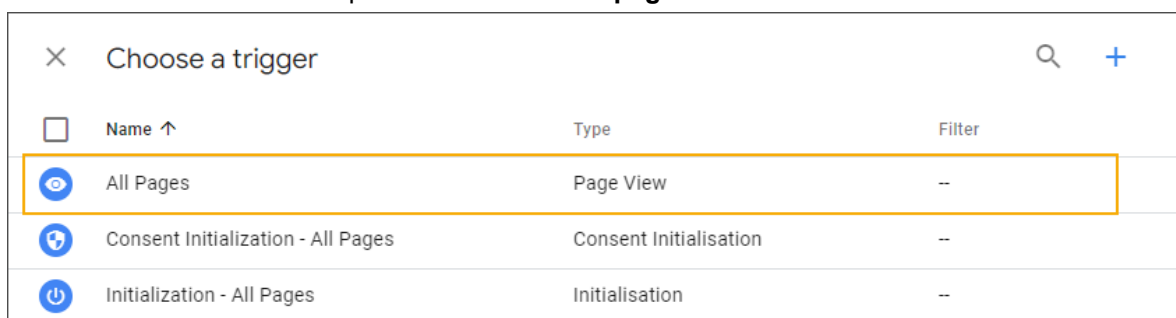 Choose a trigger
Name ↑ Type Filter
All Pages Page View --
Consent Initialization - All Pages Consent Initialisation --
Initialization - All Pages Initialisation --